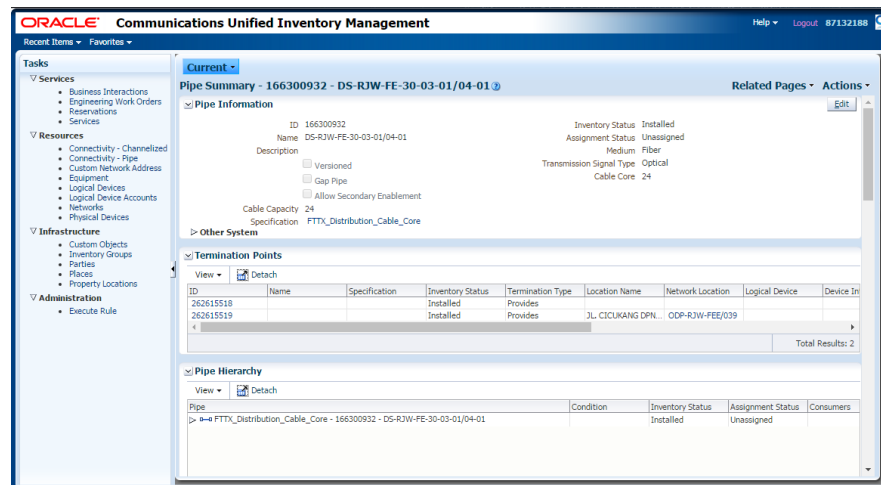 ORACLE Communications Unified Inventory Management Help Logout 87132188
Recent Items Favorites
Tasks
Services
Business Interactions
Engineering Work Orders
Reservations
Services
Resources
Connectivity - Channelized
Connectivity - Pipe
Custom Network Address
Equipment
Logical Devices
Logical Device Accounts
Networks
Physical Devices
Infrastructure
Custom Objects
Inventory Groups
Parties
Places
Property Locations
Administration
Execute Rule
Current
Pipe Summary - 166300932 - DS-RJW-FE-30-03-01/04-01 Related Pages Actions
Pipe Information Edit
ID 166300932 Inventory Status Installed
Name DS-RJW-FE-30-03-01/04-01 Assignment Status Unassigned
Description Medium Fiber
Versioned Transmission Signal Type Optical
Gap Pipe Cable Core 24
Allow Secondary Enablement
Cable Capacity 24
Specification FTTX_Distribution_Cable_Core
Other System
Termination Points
View Detach
ID Name Specification Inventory Status Termination Type Location Name Network Location Logical Device Device In
262615518 Installed Provides
262615519 Installed Provides JL. CICUKANG DPN... ODP-RJW-FEE/039
Total Results: 2
Pipe Hierarchy
View Detach
Pipe Condition Inventory Status Assignment Status Consumers
FTTX_Distribution_Cable_Core - 166300932 - DS-RJW-FE-30-03-01/04-01 Installed Unassigned